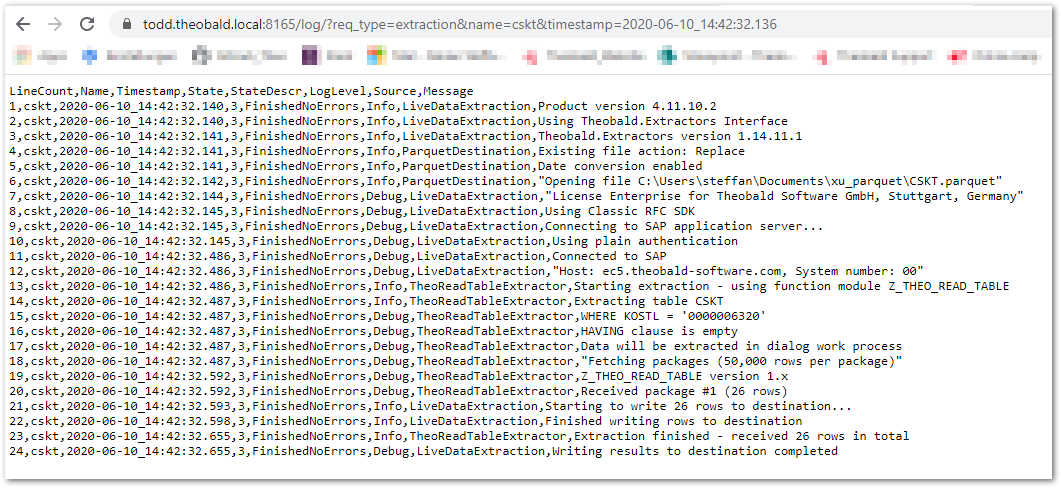 todd.theobald.local:8165/log/?req_type=extraction&name=cskt&timestamp=2020-06-10_14:42:32.136
LineCount,Name,Timestamp,State,StateDescr,LogLevel,Source,Message
1,cskt,2020-06-10_14:42:32.140,3,FinishedNoErrors,Info,LiveDataExtraction,Product version 4.11.10.2
2,cskt,2020-06-10_14:42:32.140,3,FinishedNoErrors,Info,LiveDataExtraction,Using Theobald.Extractors Interface
3,cskt,2020-06-10_14:42:32.141,3,FinishedNoErrors,Info,LiveDataExtraction,Theobald.Extractors version 1.14.11.1
4,cskt,2020-06-10_14:42:32.141,3,FinishedNoErrors,Info,ParquetDestination,Existing file action: Replace
5,cskt,2020-06-10_14:42:32.141,3,FinishedNoErrors,Info,ParquetDestination,Date conversion enabled
6,cskt,2020-06-10_14:42:32.142,3,FinishedNoErrors,Info,ParquetDestination,"Opening file C:\Users\steffan\Documents\xu_parquet\CSKT.parquet"
7,cskt,2020-06-10_14:42:32.144,3,FinishedNoErrors,Debug,LiveDataExtraction,"License Enterprise for Theobald Software GmbH, Stuttgart, Germany"
8,cskt,2020-06-10_14:42:32.145,3,FinishedNoErrors,Debug,LiveDataExtraction,Using Classic RFC SDK
9,cskt,2020-06-10_14:42:32.145,3,FinishedNoErrors,Debug,LiveDataExtraction,Connecting to SAP application server...
10,cskt,2020-06-10_14:42:32.145,3,FinishedNoErrors,Debug,LiveDataExtraction,Using plain authentication
11,cskt,2020-06-10_14:42:32.486,3,FinishedNoErrors,Debug,LiveDataExtraction,Connected to SAP
12,cskt,2020-06-10_14:42:32.486,3,FinishedNoErrors,Debug,LiveDataExtraction,"Host: ec5.theobald-software.com, System number: 00"
13,cskt,2020-06-10_14:42:32.486,3,FinishedNoErrors,Info,TheoReadTableExtractor,Starting extraction - using function module Z_THEO_READ_TABLE
14,cskt,2020-06-10_14:42:32.487,3,FinishedNoErrors,Info,TheoReadTableExtractor,Extracting table CSKT
15,cskt,2020-06-10_14:42:32.487,3,FinishedNoErrors,Debug,TheoReadTableExtractor,WHERE KOSTL = '0000006320'
16,cskt,2020-06-10_14:42:32.487,3,FinishedNoErrors,Debug,TheoReadTableExtractor,HAVING clause is empty
17,cskt,2020-06-10_14:42:32.487,3,FinishedNoErrors,Debug,TheoReadTableExtractor,Data will be extracted in dialog work process
18,cskt,2020-06-10_14:42:32.487,3,FinishedNoErrors,Debug,TheoReadTableExtractor,"Fetching packages (50,000 rows per package)"
19,cskt,2020-06-10_14:42:32.592,3,FinishedNoErrors,Debug,TheoReadTableExtractor,Z_THEO_READ_TABLE version 1.x
20,cskt,2020-06-10_14:42:32.592,3,FinishedNoErrors,Debug,TheoReadTableExtractor,Received package #1 (26 rows)
21,cskt,2020-06-10_14:42:32.593,3,FinishedNoErrors,Info,LiveDataExtraction,Starting to write 26 rows to destination...
22,cskt,2020-06-10_14:42:32.598,3,FinishedNoErrors,Info,LiveDataExtraction,Finished writing rows to destination
23,cskt,2020-06-10_14:42:32.655,3,FinishedNoErrors,Info,TheoReadTableExtractor,Extraction finished - received 26 rows in total
24,cskt,2020-06-10_14:42:32.655,3,FinishedNoErrors,Debug,LiveDataExtraction,Writing results to destination completed